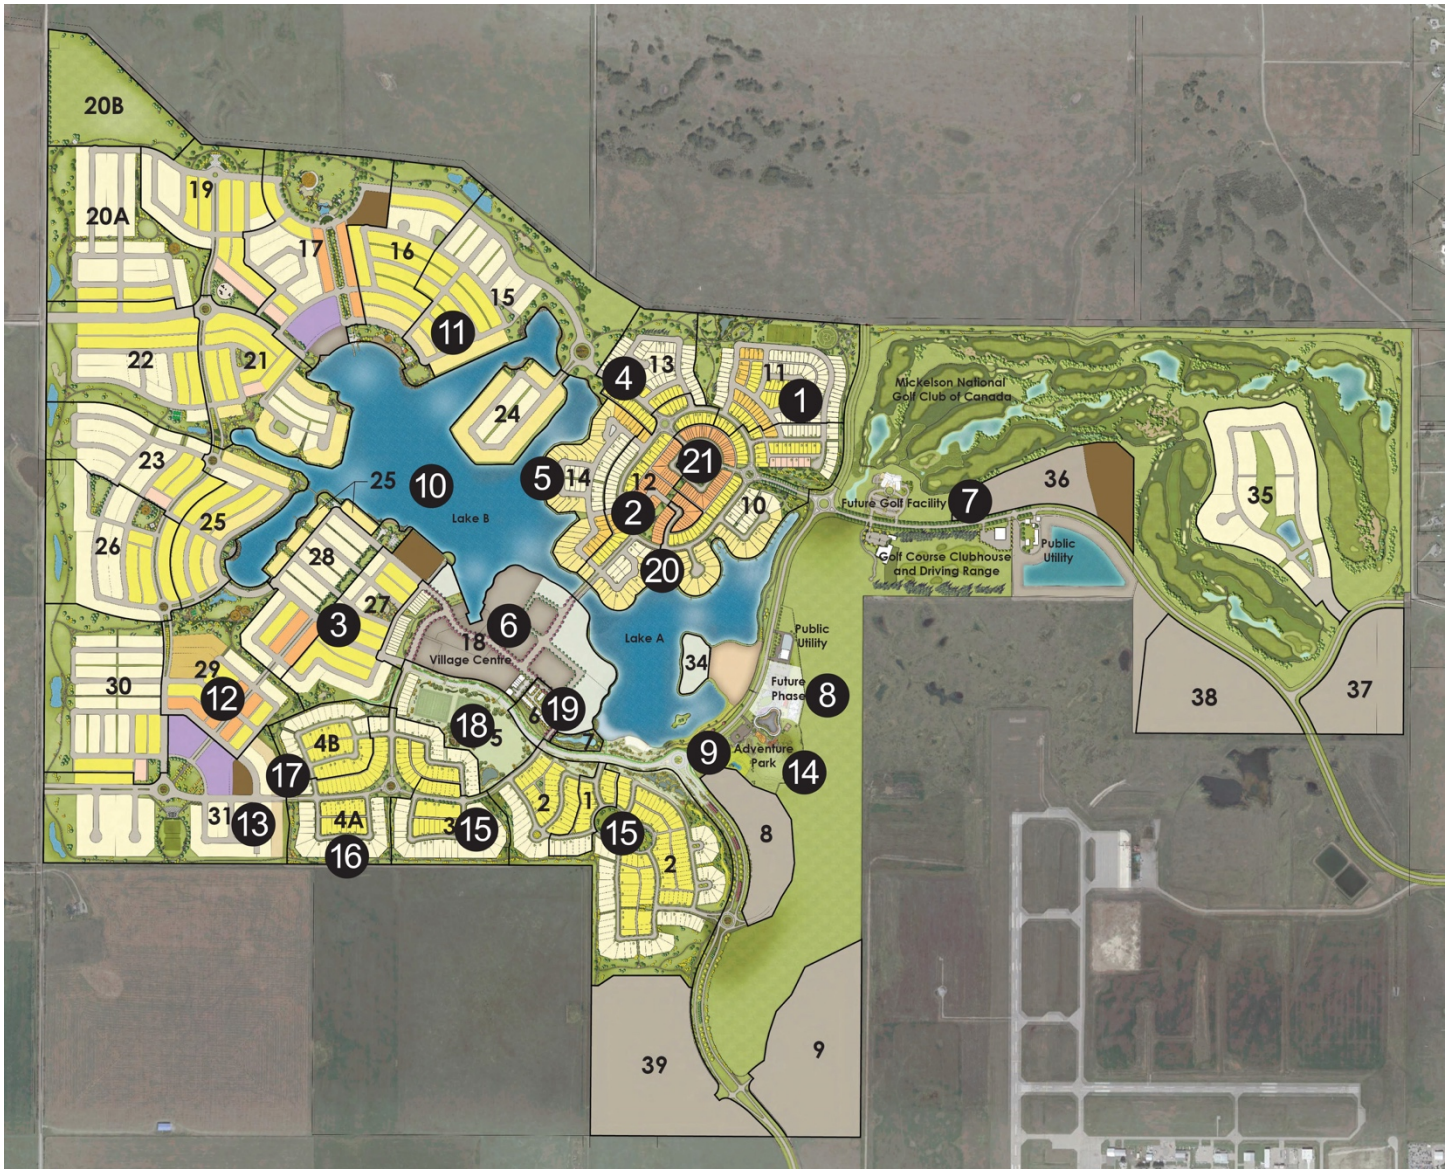 20B
19
20A
17
16
15
11
22
21
13
4
11
1
Mickelson National
Golf Club of Canada
24
23
25
10
Lake B
5
14
12
21
2
10
20
25
26
28
27
3
36
7
Future Golf Facility
Golf Course Clubhouse
and Driving Range
Public
Utility
35
6
18
Village Centre
Lake A
34
Public
Utility
Future
Phase
8
30
29
12
38
37
4B
17
18
5
6
19
7
9
Adventure
Park
14
31
13
4A
16
3
15
2
1
15
2
8
39
9